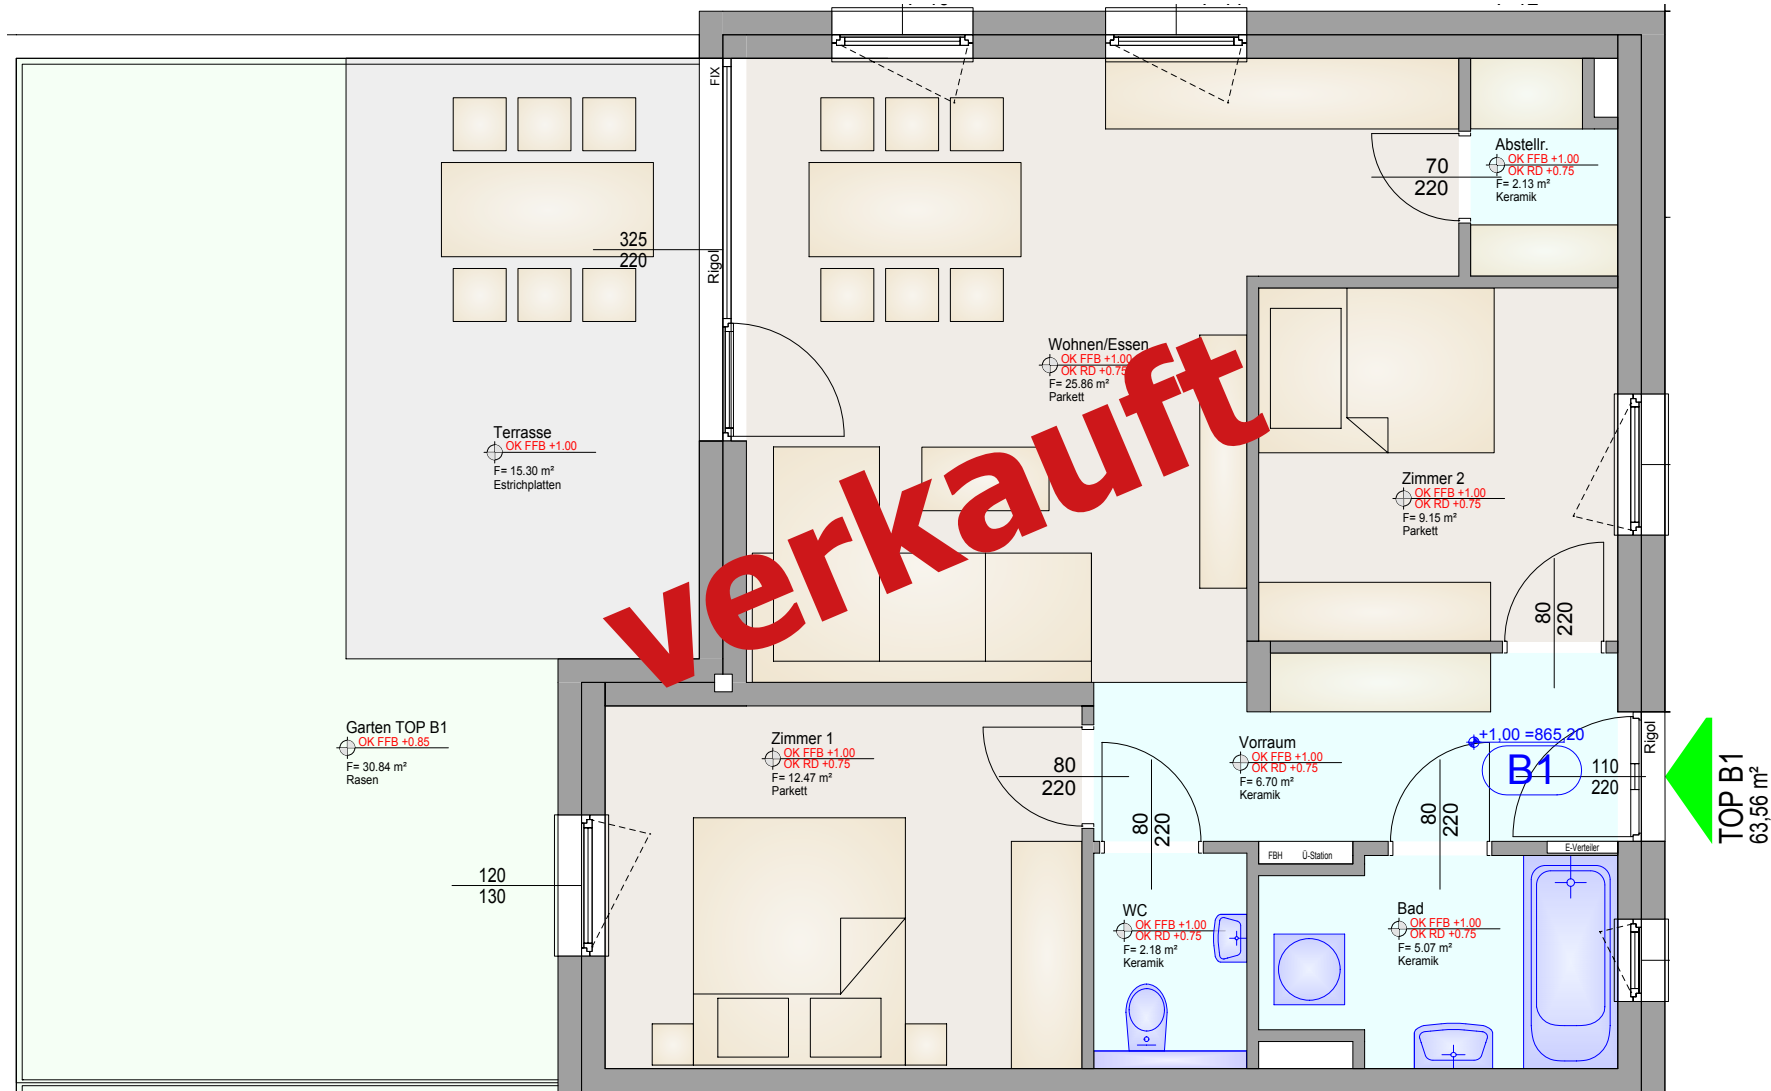 FIX
Rigol
325
220
Abstellr.
OK FFB +1.00
OK RD +0.75
F= 2.13 m²
Keramik
70
220
Wohnen/Essen
OK FFB +1.00
OK RD +0.75
F= 25.86 m²
Parkett
Terrasse
OK FFB +1.00
F= 15.30 m²
Estrichplatten
verkauft
Zimmer 2
OK FFB +1.00
OK RD +0.75
F= 9.15 m²
Parkett
80
220
Garten TOP B1
OK FFB +0.85
F= 30.84 m²
Rasen
Zimmer 1
OK FFB +1.00
OK RD +0.75
F= 12.47 m²
Parkett
80
220
Vorraum
OK FFB +1.00
OK RD +0.75
F= 6.70 m²
Keramik
+1,00 =865,20
B1
110
220
Rigol
TOP B1
63,56 m²
80
220
80
220
FBH Ü-Station
E-Verteiler
120
130
WC
OK FFB +1.00
OK RD +0.75
F= 2.18 m²
Keramik
Bad
OK FFB +1.00
OK RD +0.75
F= 5.07 m²
Keramik